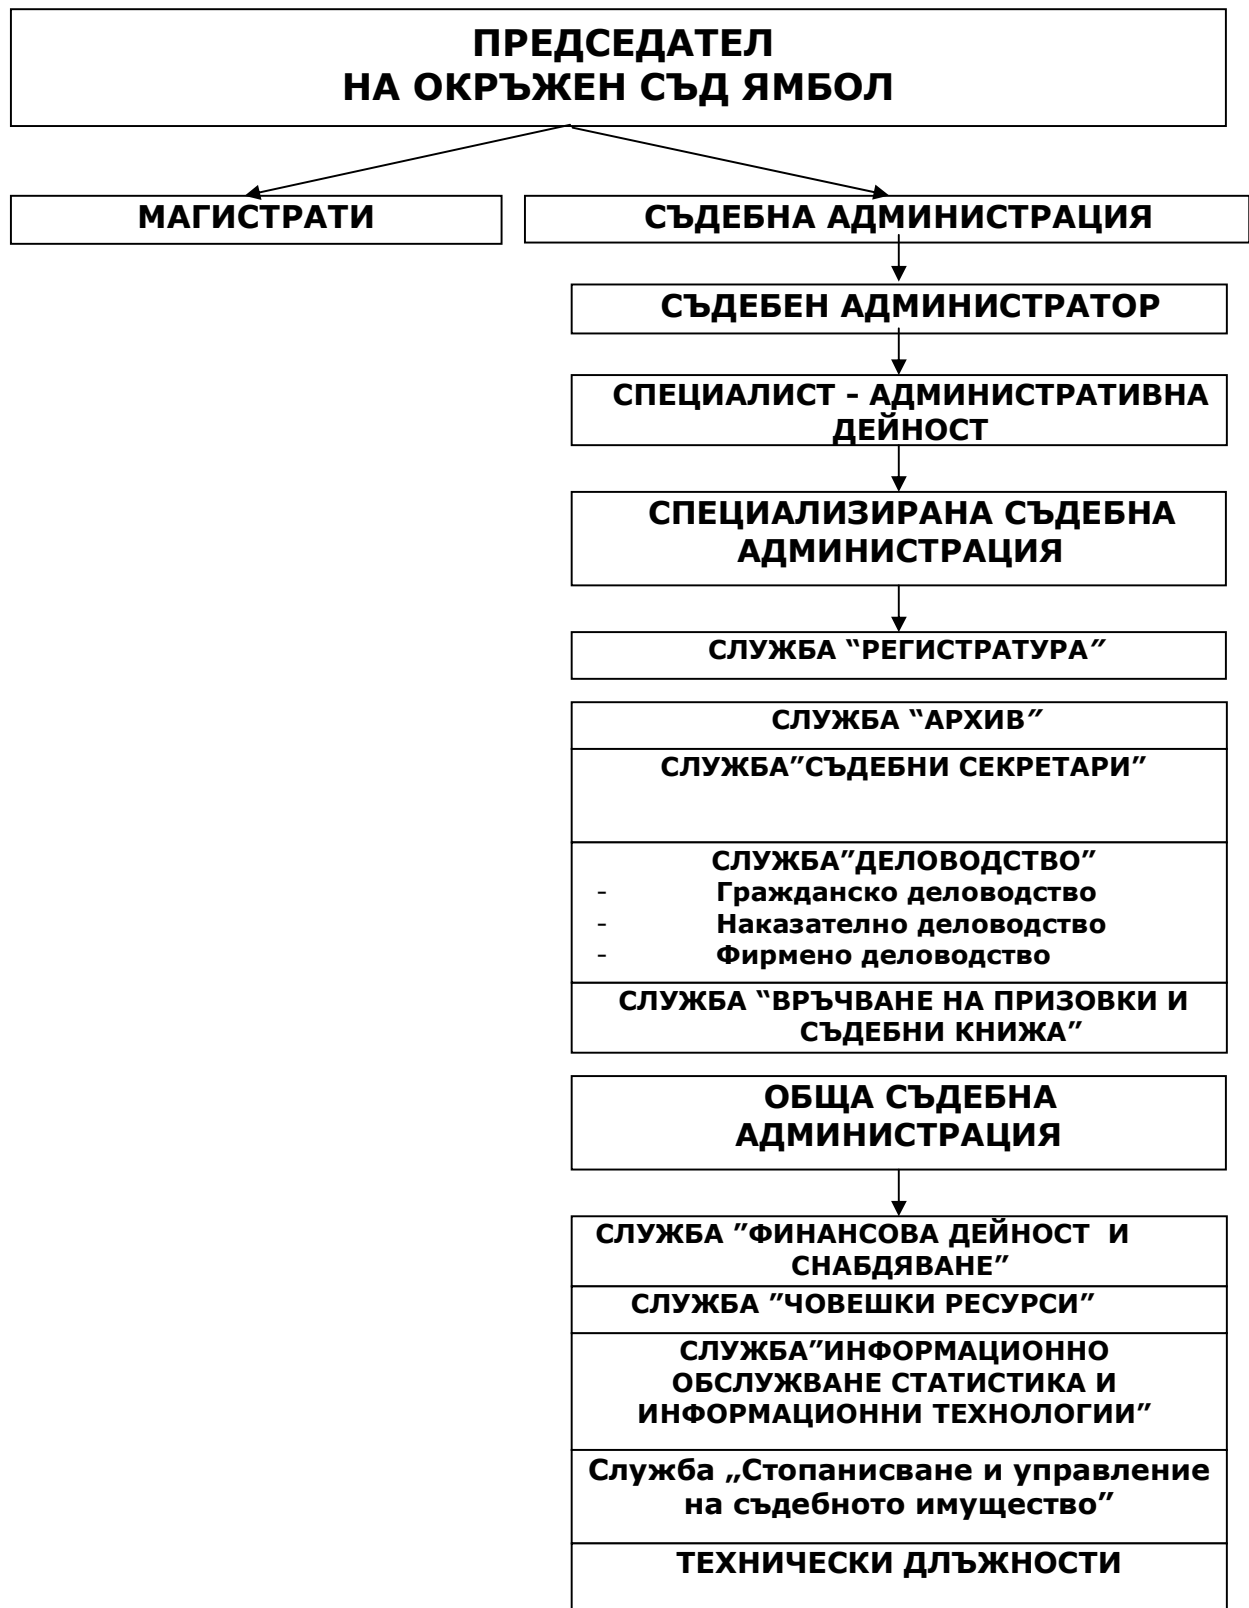 ПРЕДСЕДАТЕЛ
НА ОКРЪЖЕН СЪД ЯМБОЛ
МАГИСТРАТИ
СЪДЕБНА АДМИНИСТРАЦИЯ
СЪДЕБЕН АДМИНИСТРАТОР
СПЕЦИАЛИСТ – АДМИНИСТРАТИВНА
ДЕЙНОСТ
СПЕЦИАЛИЗИРАНА СЪДЕБНА
АДМИНИСТРАЦИЯ
СЛУЖБА “РЕГИСТРАТУРА”
СЛУЖБА “АРХИВ”
СЛУЖБА”СЪДЕБНИ СЕКРЕТАРИ”
СЛУЖБА”ДЕЛОВОДСТВО”
- Гражданско деловодство
- Наказателно деловодство
- Фирмено деловодство
СЛУЖБА “ВРЪЧВАНЕ НА ПРИЗОВКИ И
СЪДЕБНИ КНИЖА”
ОБЩА СЪДЕБНА
АДМИНИСТРАЦИЯ
СЛУЖБА ”ФИНАНСОВА ДЕЙНОСТ И
СНАБДЯВАНЕ”
СЛУЖБА ”ЧОВЕШКИ РЕСУРСИ”
СЛУЖБА”ИНФОРМАЦИОННО
ОБСЛУЖВАНЕ СТАТИСТИКА И
ИНФОРМАЦИОННИ ТЕХНОЛОГИИ”
Служба „Стопанисване и управление
на съдебното имущество”
ТЕХНИЧЕСКИ ДЛЪЖНОСТИ